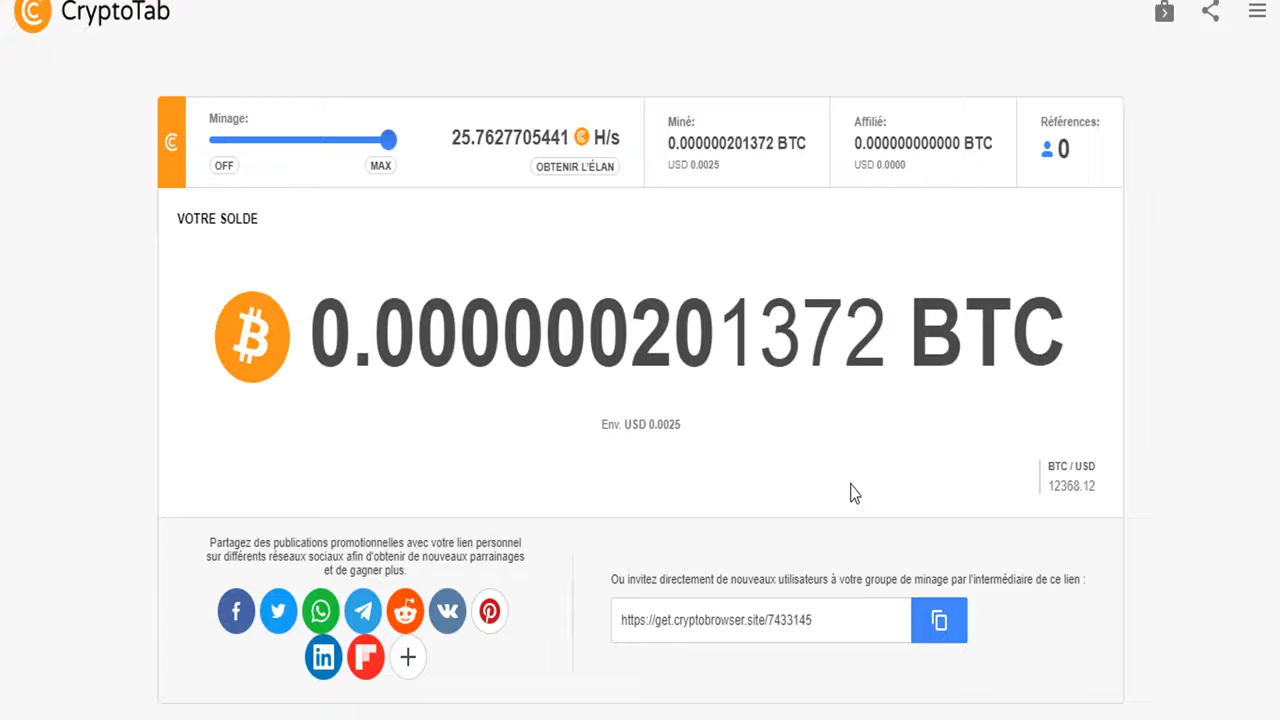 CryptoTab
Minage:
OFF
MAX
25.7627705441 H/s
OBTENIR L'ÉLAN
Miné:
0.000000201372 BTC
USD 0.0025
Affilié:
0.000000000000 BTC
USD 0.0000
Références:
0
VOTRE SOLDE
0.000000201372 BTC
Env. USD 0.0025
BTC / USD
12368.12
Partagez des publications promotionnelles avec votre lien personnel
sur différents réseaux sociaux afin d'obtenir de nouveaux parrainages
et de gagner plus.
Ou invitez directement de nouveaux utilisateurs à votre groupe de minage par l'intermédiaire de ce lien :
https://get.cryptobrowser.site/7433145